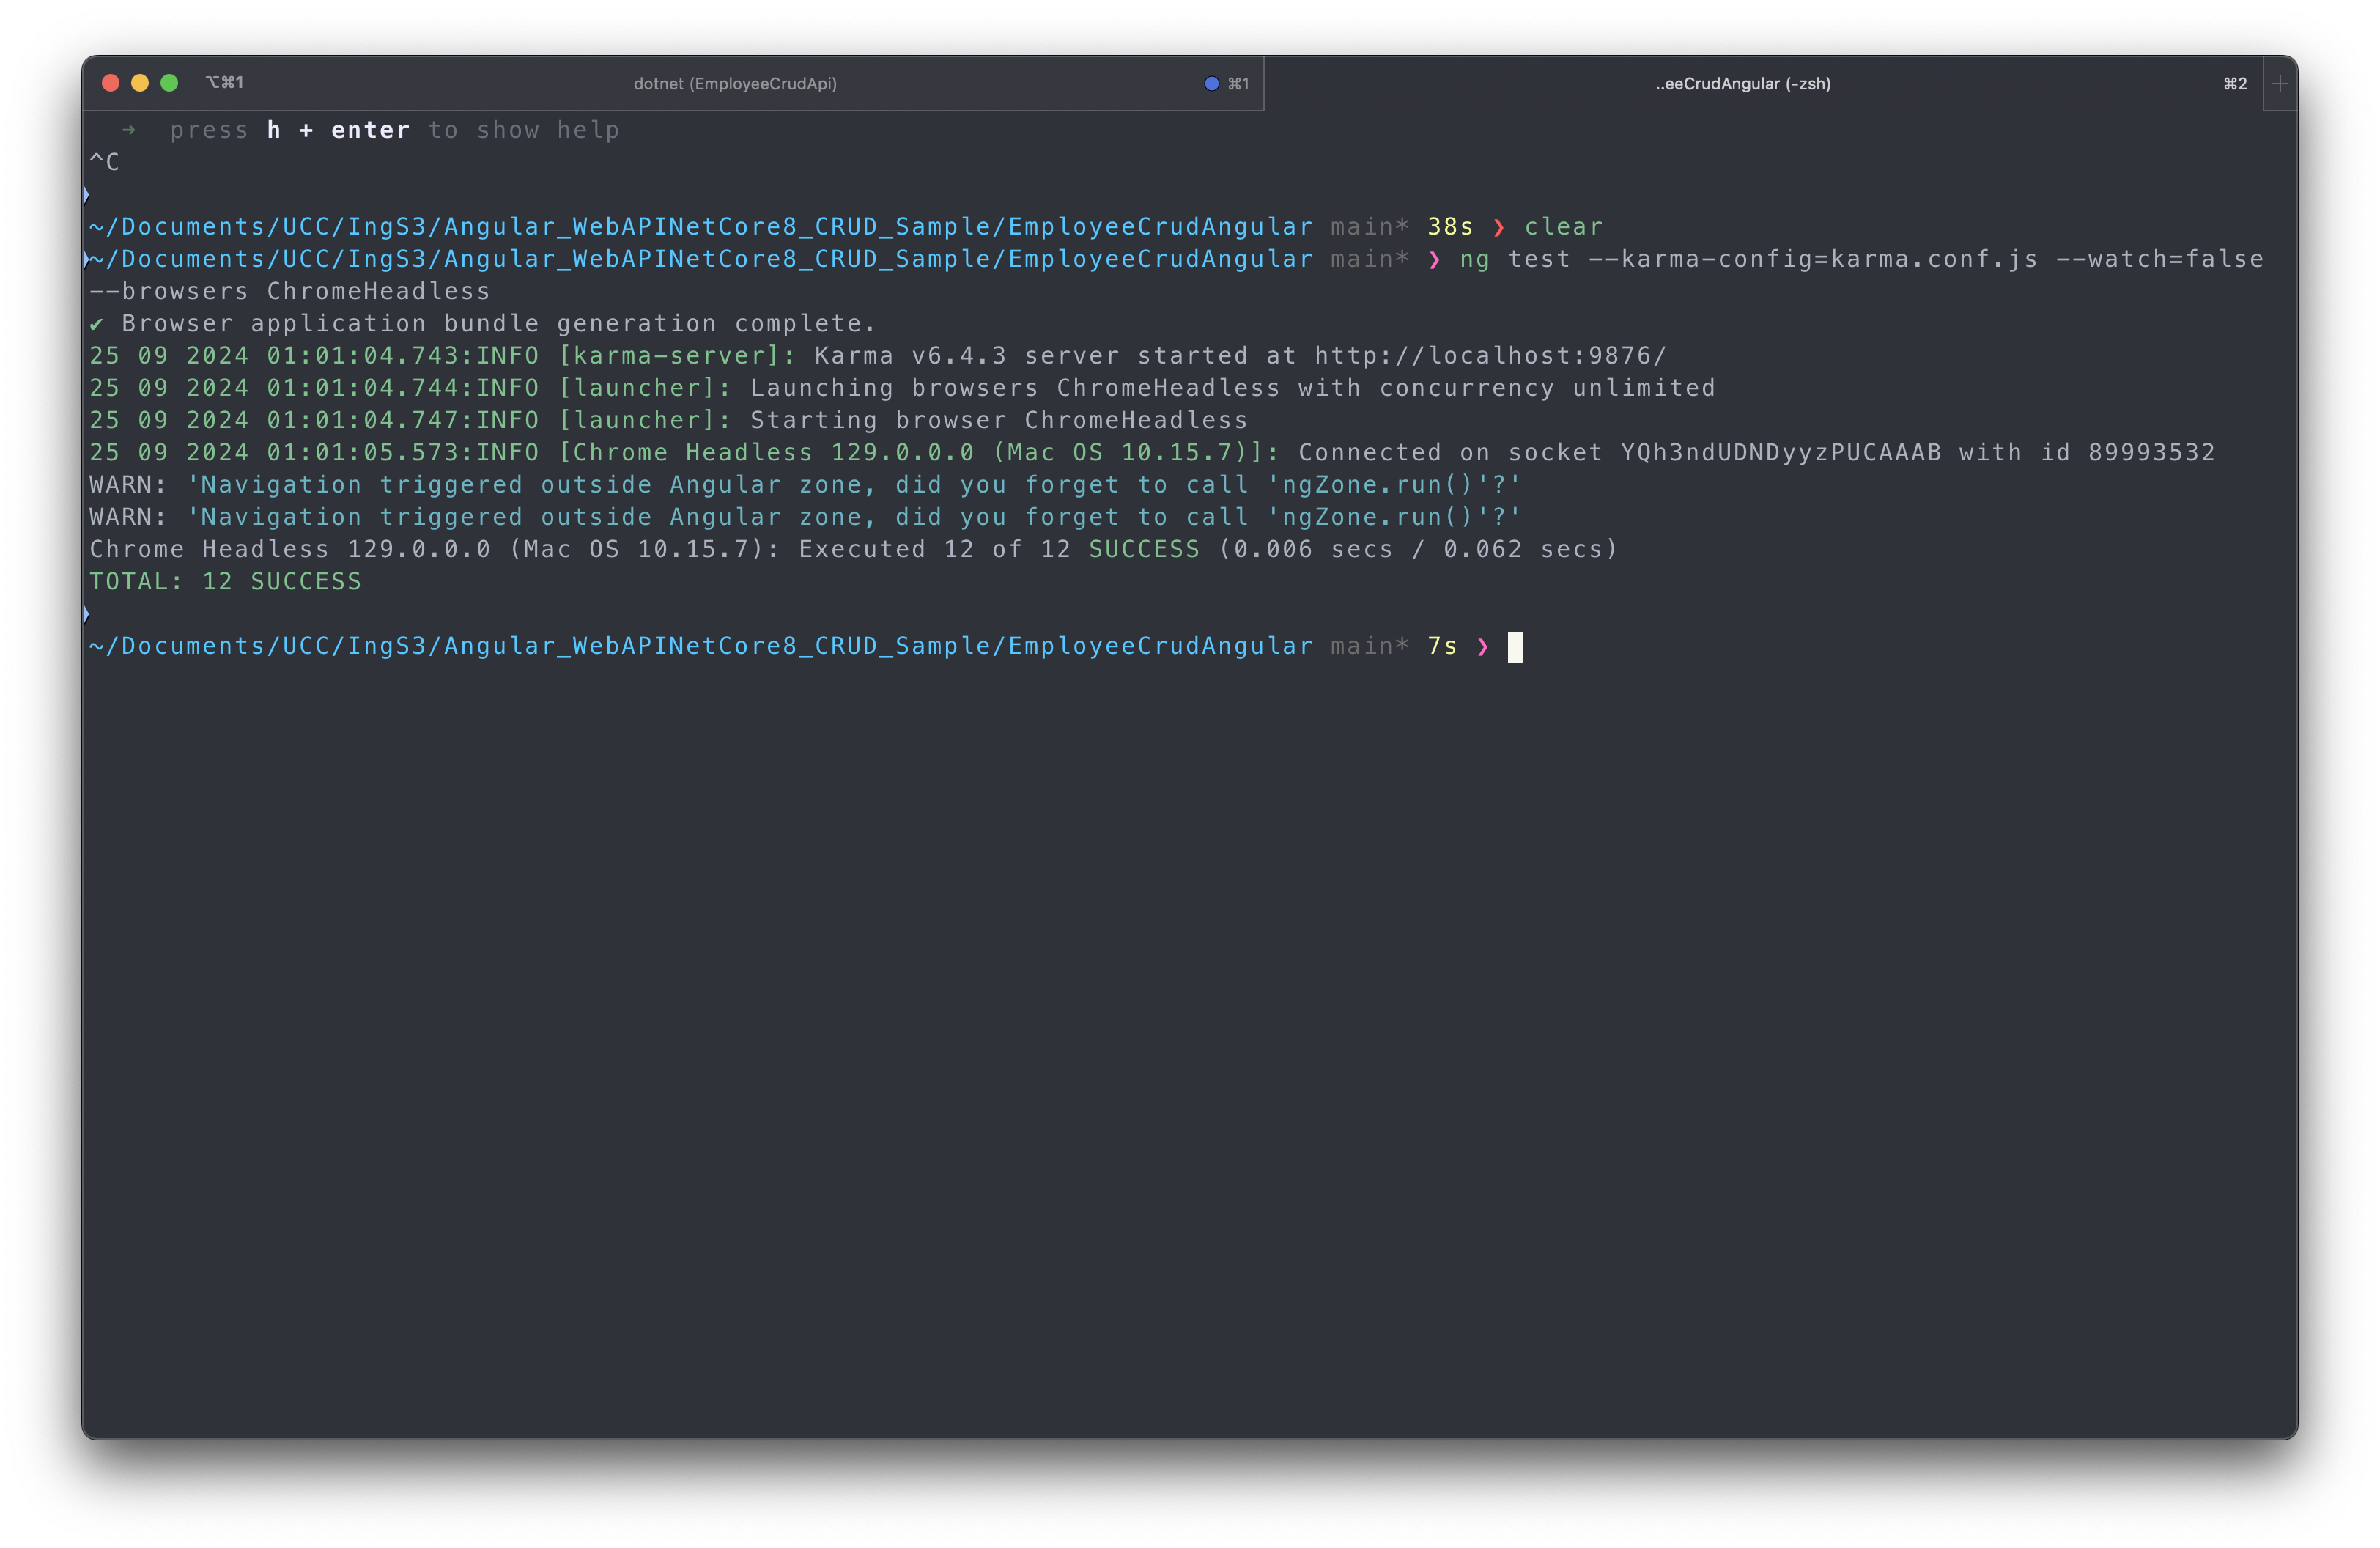 ⌥⌘1 dotnet (EmployeeCrudApi) ⌘1 ..eeCrudAngular (-zsh) ⌘2 +
➜  press h + enter to show help
^C
~/Documents/UCC/IngS3/Angular_WebAPINetCore8_CRUD_Sample/EmployeeCrudAngular main* 38s ❯ clear
~/Documents/UCC/IngS3/Angular_WebAPINetCore8_CRUD_Sample/EmployeeCrudAngular main* ❯ ng test --karma-config=karma.conf.js --watch=false
--browsers ChromeHeadless
✔ Browser application bundle generation complete.
25 09 2024 01:01:04.743:INFO [karma-server]: Karma v6.4.3 server started at http://localhost:9876/
25 09 2024 01:01:04.744:INFO [launcher]: Launching browsers ChromeHeadless with concurrency unlimited
25 09 2024 01:01:04.747:INFO [launcher]: Starting browser ChromeHeadless
25 09 2024 01:01:05.573:INFO [Chrome Headless 129.0.0.0 (Mac OS 10.15.7)]: Connected on socket YQh3ndUDNDyyzPUCAAAB with id 89993532
WARN: 'Navigation triggered outside Angular zone, did you forget to call 'ngZone.run()'?'
WARN: 'Navigation triggered outside Angular zone, did you forget to call 'ngZone.run()'?'
Chrome Headless 129.0.0.0 (Mac OS 10.15.7): Executed 12 of 12 SUCCESS (0.006 secs / 0.062 secs)
TOTAL: 12 SUCCESS
~/Documents/UCC/IngS3/Angular_WebAPINetCore8_CRUD_Sample/EmployeeCrudAngular main* 7s ❯